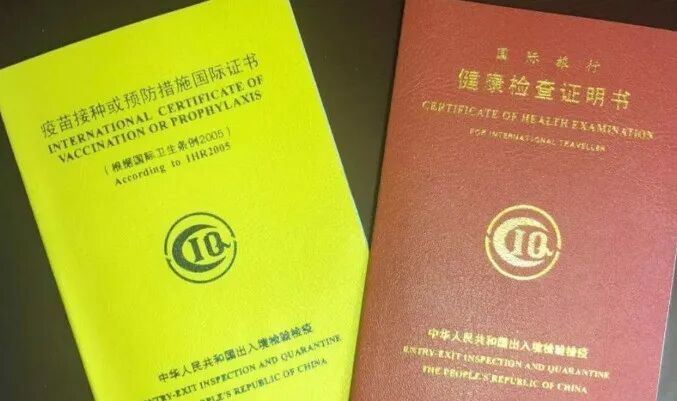 疫苗接种或预防措施国际证书
INTERNATIONAL CERTIFICATE OF
VACCINATION OR PROPHYLAXIS
(根据国际卫生条例2005)
According to IHR2005
CIQ
中华人民共和国出入境检验检疫
ENTRY-EXIT INSPECTION AND QUARANTINE
THE PEOPLE'S REPUBLIC OF CHINA
国际旅行
健康检查证明书
CERTIFICATE OF HEALTH EXAMINATION
FOR INTERNATIONAL TRAVELLER
CIQ
中华人民共和国出入境检验检疫
ENTRY-EXIT INSPECTION AND QUARANTINE
THE PEOPLE'S REPUBLIC OF CHINA